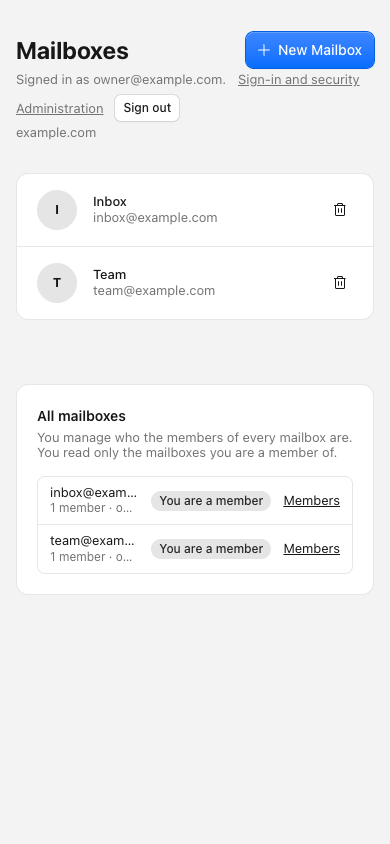 Mailboxes
New Mailbox
Signed in as owner@example.com. Sign-in and security
Administration Sign out
example.com
I
Inbox
inbox@example.com
T
Team
team@example.com
All mailboxes
You manage who the members of every mailbox are.
You read only the mailboxes you are a member of.
inbox@exam…
1 member · o…
You are a member
Members
team@exam…
1 member · o…
You are a member
Members